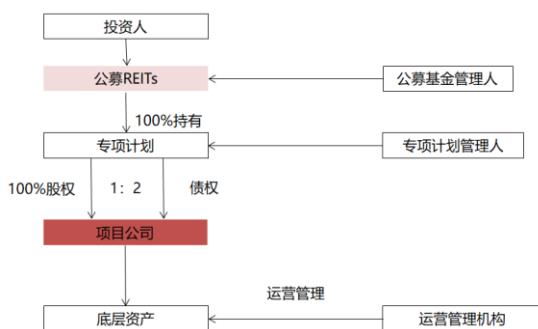 投资人
公募REITs
公募基金管理人
100%持有
专项计划
专项计划管理人
100%股权
1：2
债权
项目公司
运营管理
底层资产
运营管理机构